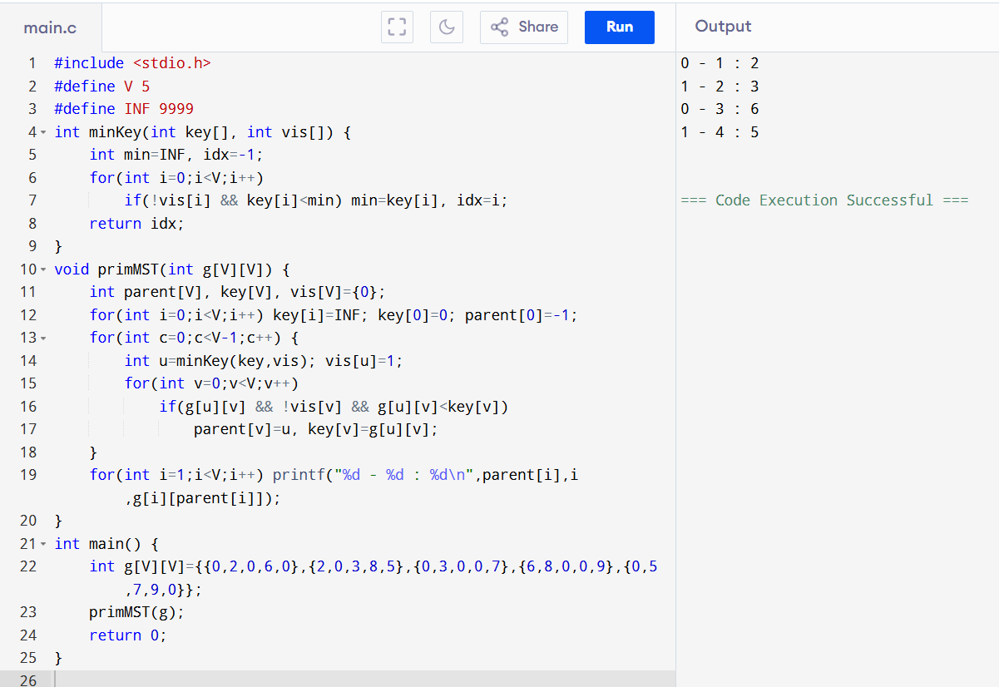 main.c
Share
Run
Output
1 #include <stdio.h>
2 #define V 5
3 #define INF 9999
4 int minKey(int key[], int vis[]) {
5     int min=INF, idx=-1;
6     for(int i=0;i<V;i++)
7         if(!vis[i] && key[i]<min) min=key[i], idx=i;
8     return idx;
9 }
10 void primMST(int g[V][V]) {
11     int parent[V], key[V], vis[V]={0};
12     for(int i=0;i<V;i++) key[i]=INF; key[0]=0; parent[0]=-1;
13     for(int c=0;c<V-1;c++) {
14         int u=minKey(key,vis); vis[u]=1;
15         for(int v=0;v<V;v++)
16             if(g[u][v] && !vis[v] && g[u][v]<key[v])
17                 parent[v]=u, key[v]=g[u][v];
18     }
19     for(int i=1;i<V;i++) printf("%d - %d : %d\n",parent[i],i
        ,g[i][parent[i]]);
20 }
21 int main() {
22     int g[V][V]={{0,2,0,6,0},{2,0,3,8,5},{0,3,0,0,7},{6,8,0,0,9},{0,5
        ,7,9,0}};
23     primMST(g);
24     return 0;
25 }
26
0 - 1 : 2
1 - 2 : 3
0 - 3 : 6
1 - 4 : 5
=== Code Execution Successful ===